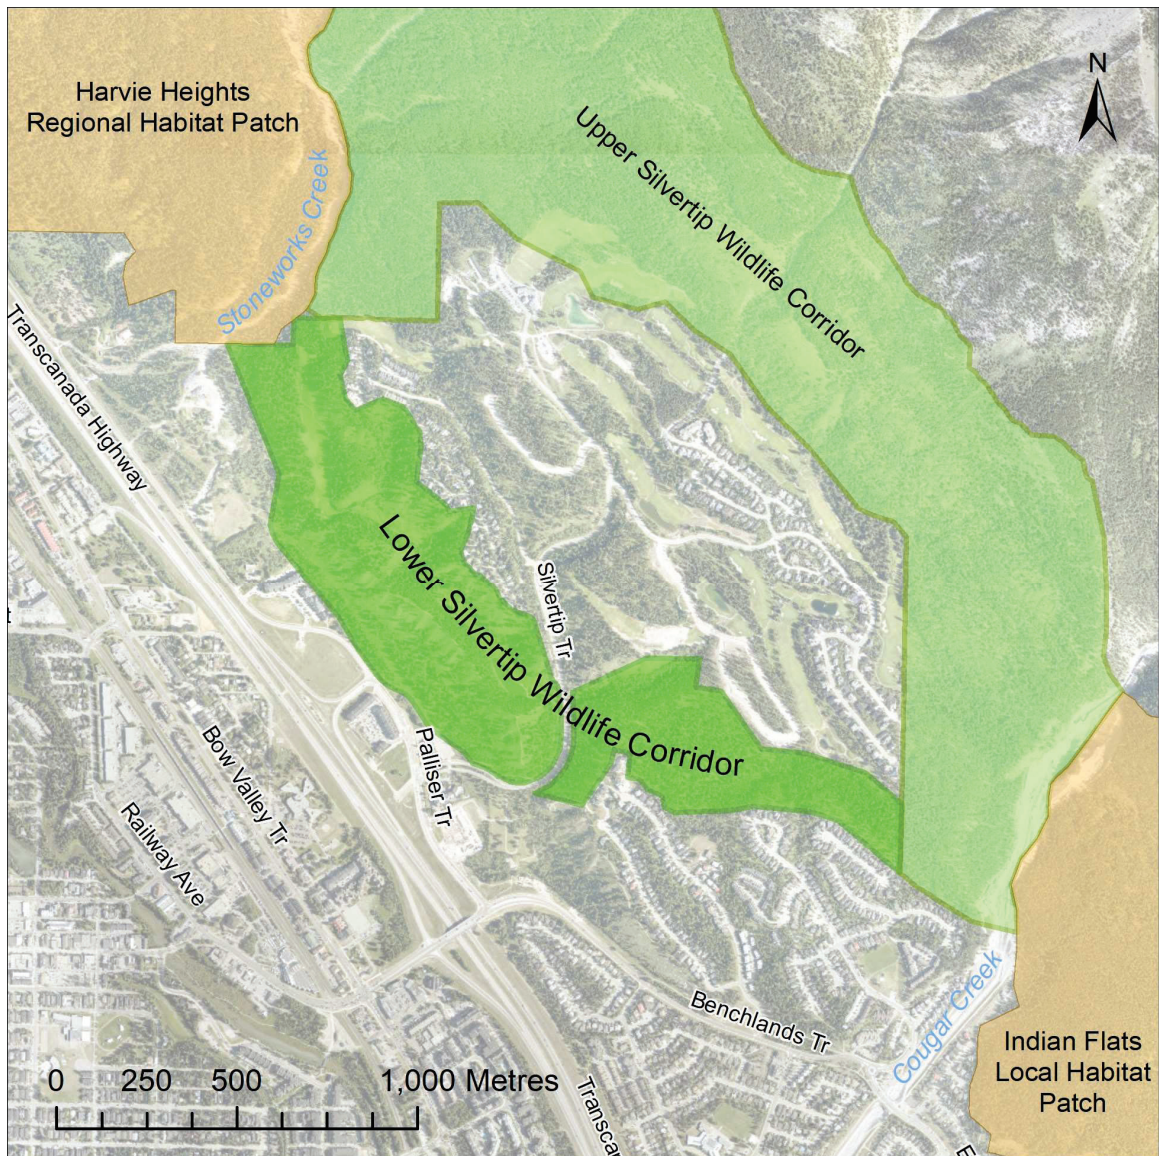 Harvie Heights
Regional Habitat Patch
N
Upper Silvertip Wildlife Corridor
Stoneworks Creek
Transcanada Highway
Lower Silvertip Wildlife Corridor
Silvertip Tr
t
Palliser Tr
Bow Valley Tr
Railway Ave
Benchlands Tr
Cougar Creek
Indian Flats
Local Habitat
Patch
0 250 500 1,000 Metres
Transca
E